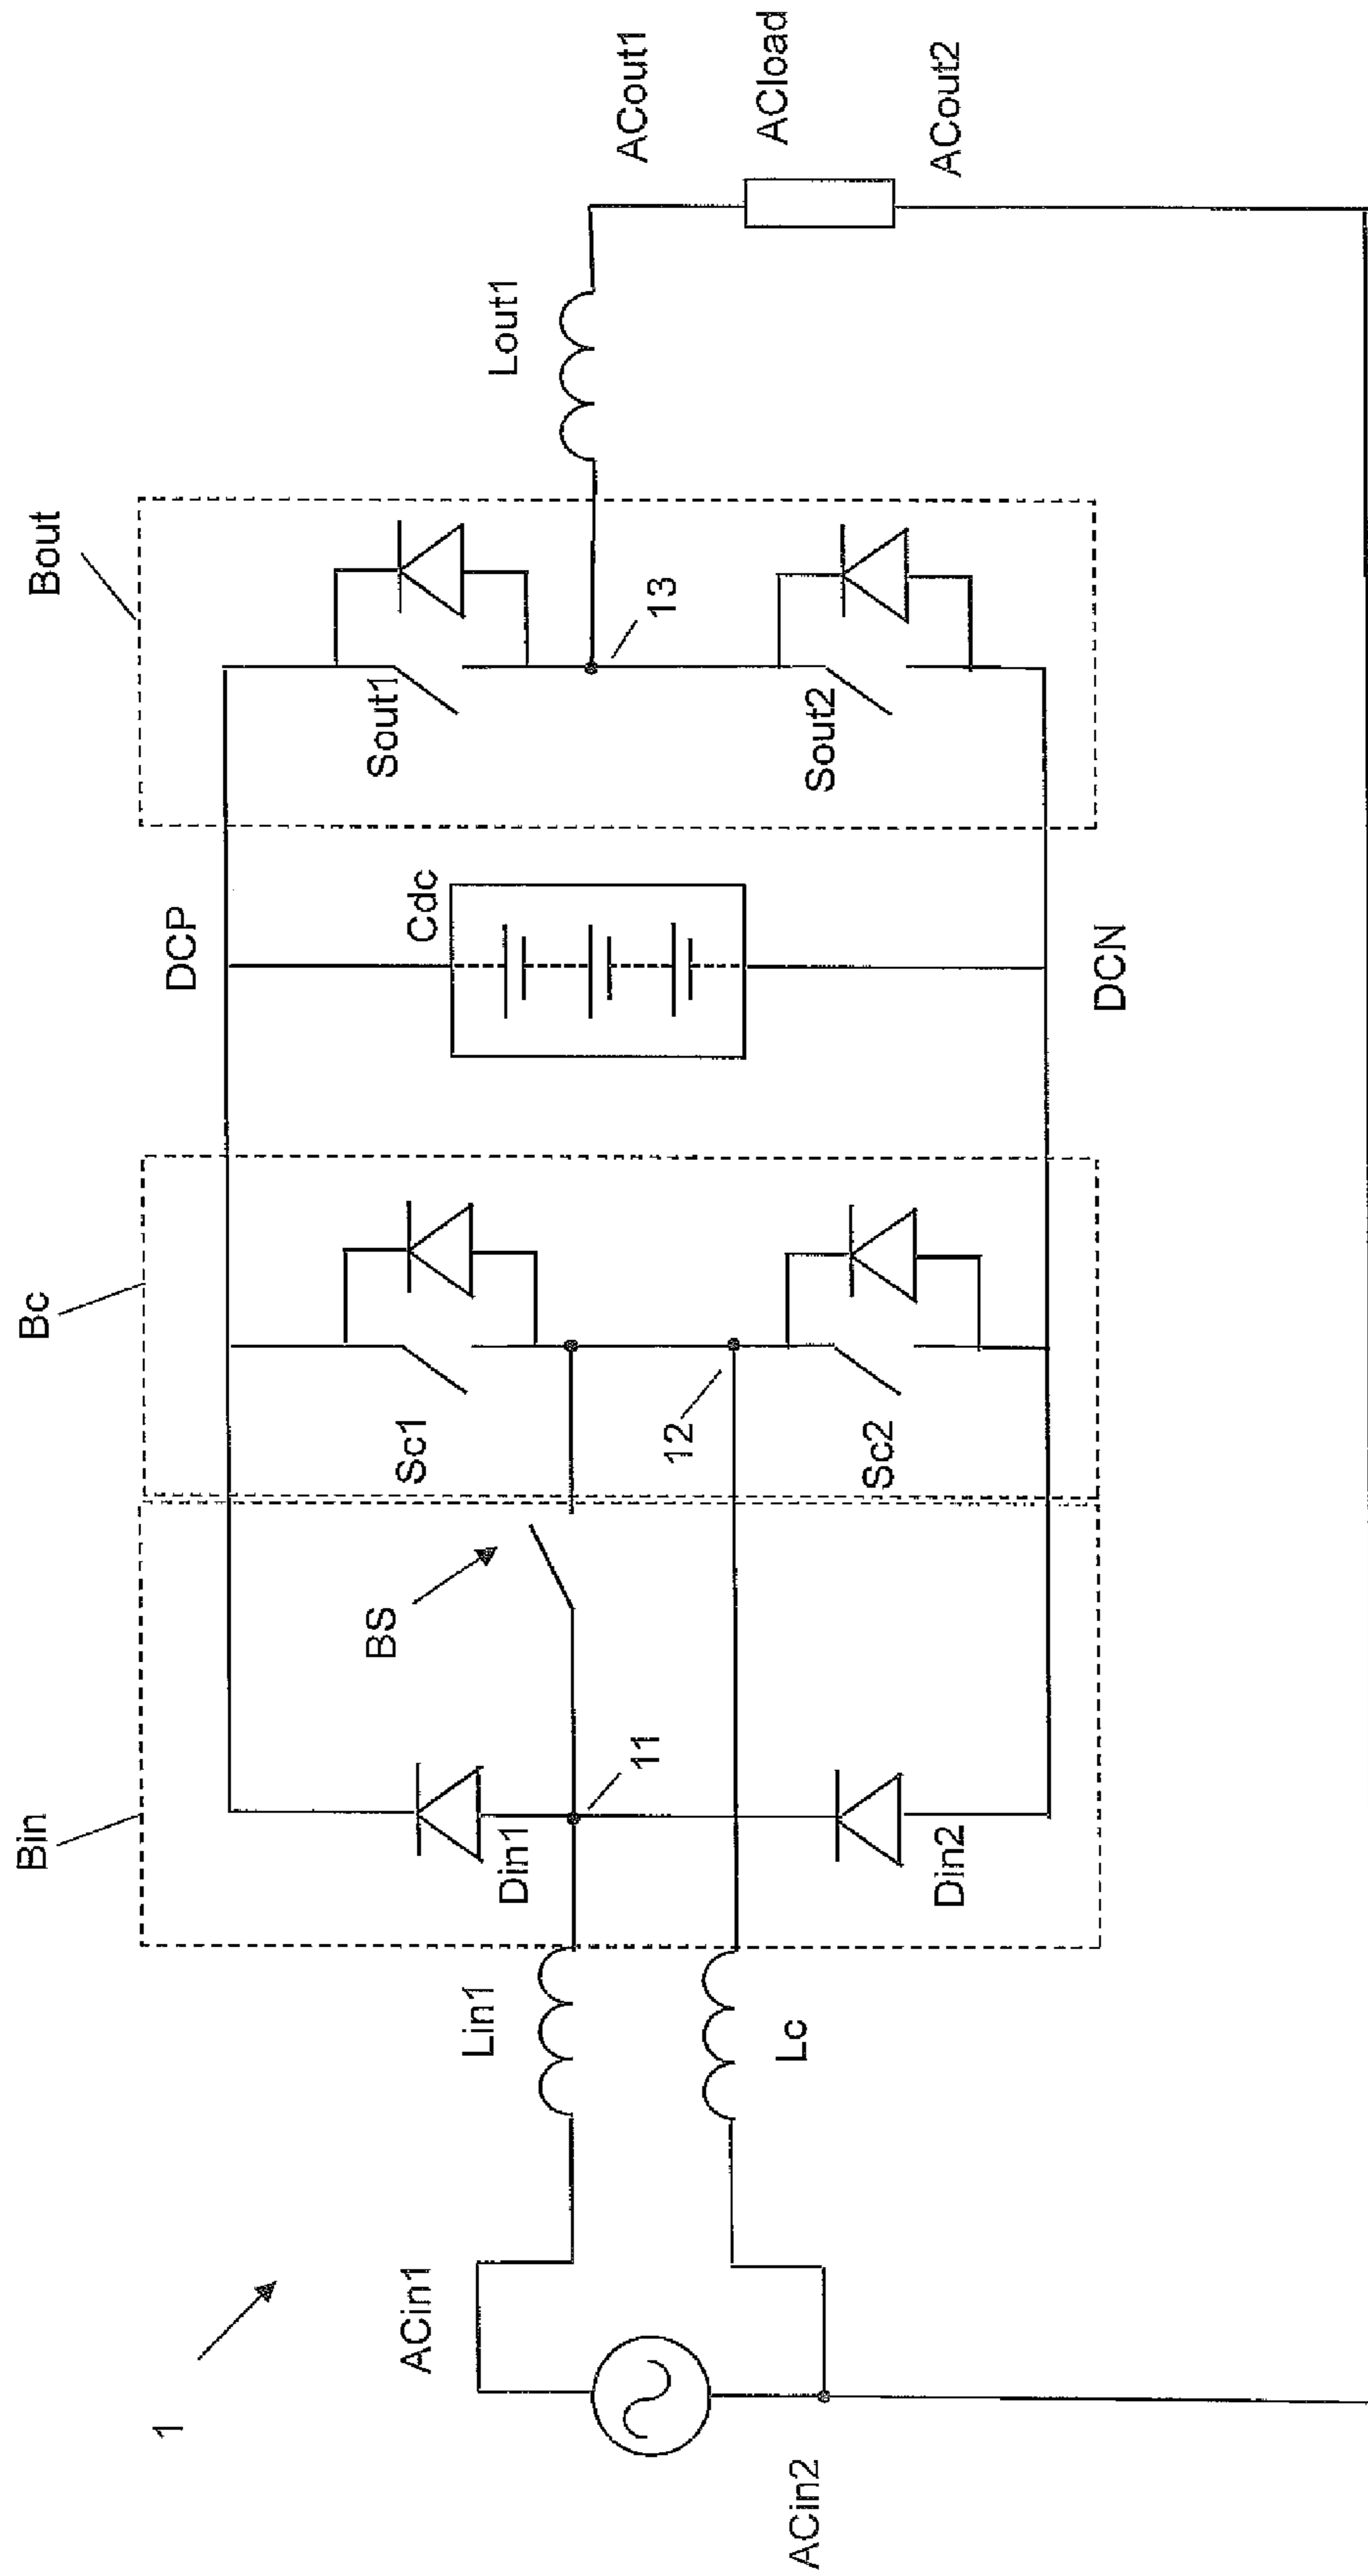 1
ACin1
ACin2
Lin1
Lc
Bin
Din1
11
Din2
BS
Bc
Sc1
12
Sc2
DCP
Cdc
DCN
Bout
Sout1
13
Sout2
Lout1
ACout1
ACload
ACout2